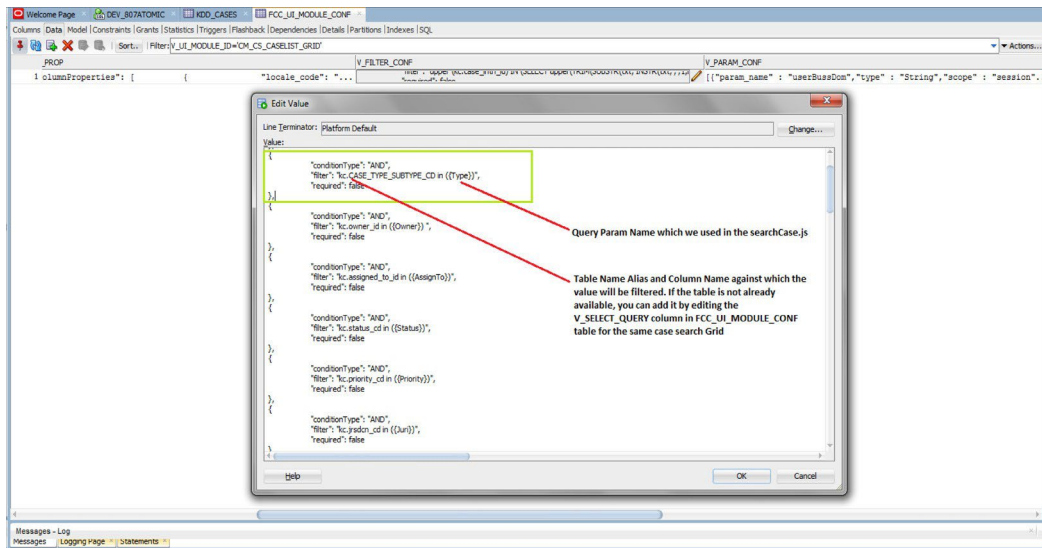 Welcome Page DEV_807ATOMIC KDD_CASES FCC_UI_MODULE_CONF
Columns Data Model Constraints Grants Statistics Triggers Flashback Dependencies Details Partitions Indexes SQL
Sort.. Filter: V_UI_MODULE_ID='CM_CS_CASELIST_GRID' Actions...
_PROP V_FILTER_CONF V_PARAM_CONF
1 olumnProperties": [ { "locale_code": "... [{"param_name" : "userBussDom","type" : "String","scope" : "session".
Edit Value
Line Terminator: Platform Default Change...
Value:
{
"conditionType": "AND",
"filter": "kc.CASE_TYPE_SUBTYPE_CD in ({Type})",
"required": false
},
{
"conditionType": "AND",
"filter": "kc.owner_id in ({Owner}) ",
"required": false
},
{
"conditionType": "AND",
"filter": "kc.assigned_to_id in ({AssignTo})",
"required": false
},
{
"conditionType": "AND",
"filter": "kc.status_cd in ({Status})",
"required": false
},
{
"conditionType": "AND",
"filter": "kc.priority_cd in ({Priority})",
"required": false
},
{
"conditionType": "AND",
"filter": "kc.jrsdcn_cd in ({Juri})",
"required": false
Query Param Name which we used in the searchCase.js
Table Name Alias and Column Name against which the
value will be filtered. If the table is not already
available, you can add it by editing the
V_SELECT_QUERY column in FCC_UI_MODULE_CONF
table for the same case search Grid
Help OK Cancel
Messages - Log
Messages Logging Page Statements